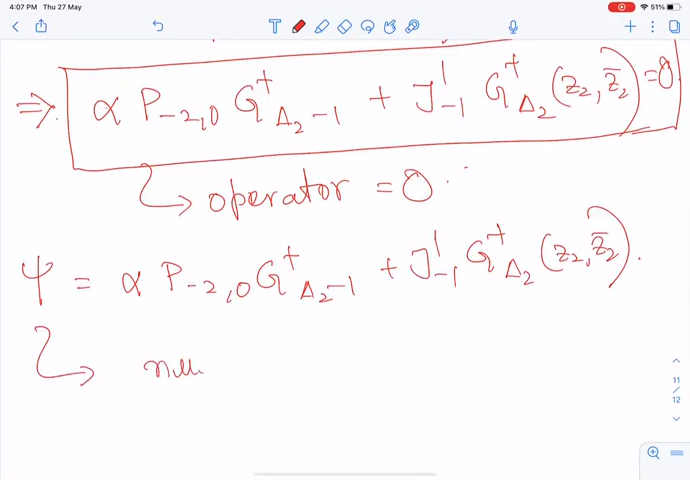 4:07 PM Thu 27 May
51%
⇒. α P₋₂,₀ G⁺_{Δ₂-1} + J¹₋₁ G⁺_{Δ₂}(z₂, z̄₂) = 0.
↳ operator = 0
ψ = α P₋₂,₀ G⁺_{Δ₂-1} + J¹₋₁ G⁺_{Δ₂}(z₂, z̄₂).
↳
11
/
12